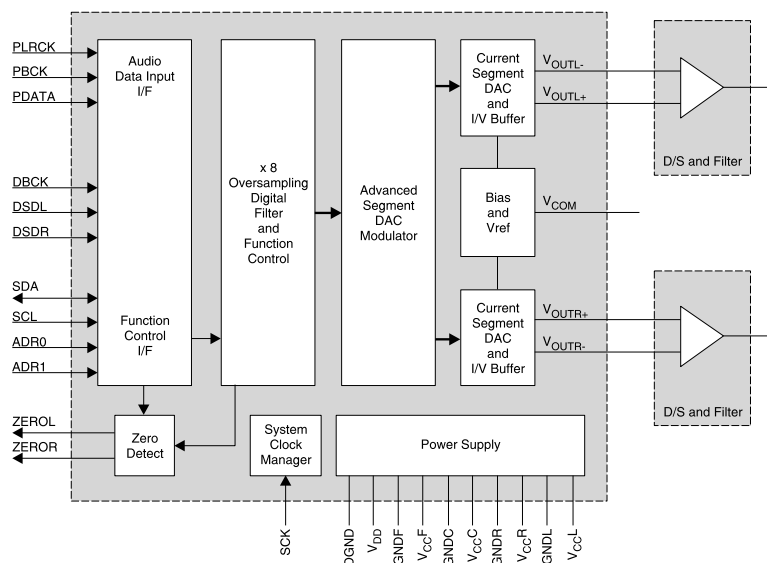 PLRCK
PBCK
PDATA
DBCK
DSDL
DSDR
SDA
SCL
ADR0
ADR1
ZEROL
ZEROR
Audio
Data Input
I/F
Function
Control
I/F
x 8
Oversampling
Digital
Filter
and
Function
Control
Advanced
Segment
DAC
Modulator
Current
Segment
DAC
and
I/V Buffer
Bias
and
Vref
Current
Segment
DAC
and
I/V Buffer
VOUTL-
VOUTL+
VCOM
VOUTR+
VOUTR-
D/S and Filter
D/S and Filter
Zero
Detect
System
Clock
Manager
Power Supply
SCK
DGND
VDD
GNDF
VCCF
GNDC
VCCC
GNDR
VCCR
GNDL
VCCL